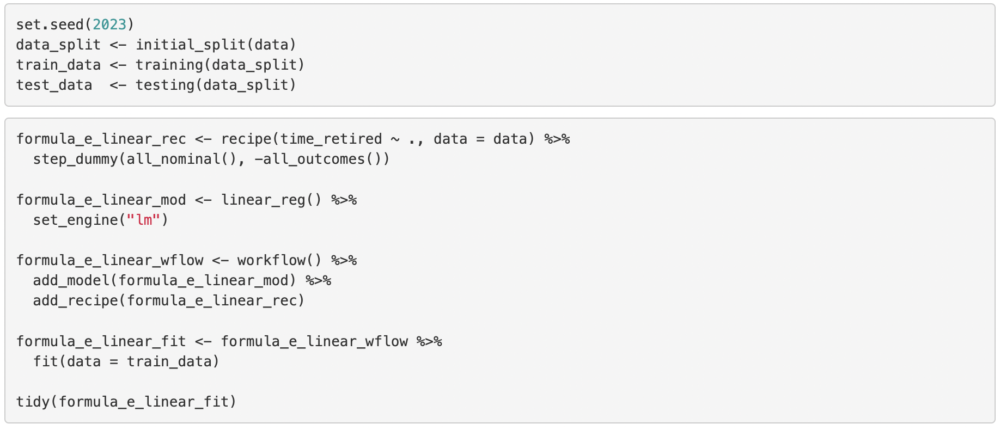 set.seed(2023)
data_split <- initial_split(data)
train_data <- training(data_split)
test_data  <- testing(data_split)
formula_e_linear_rec <- recipe(time_retired ~ ., data = data) %>%
  step_dummy(all_nominal(), -all_outcomes())
formula_e_linear_mod <- linear_reg() %>%
  set_engine("lm")
formula_e_linear_wflow <- workflow() %>%
  add_model(formula_e_linear_mod) %>%
  add_recipe(formula_e_linear_rec)
formula_e_linear_fit <- formula_e_linear_wflow %>%
  fit(data = train_data)
tidy(formula_e_linear_fit)